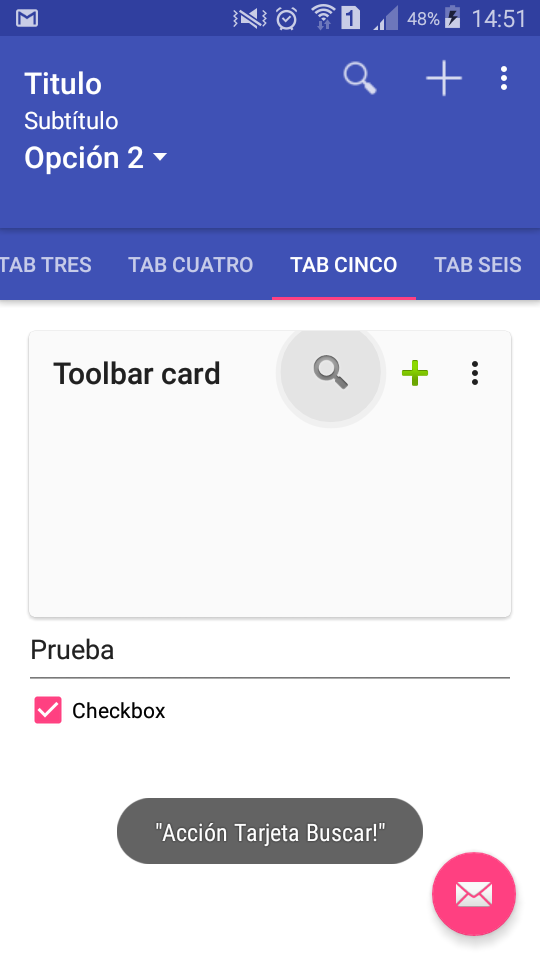 1 48% 14:51
Titulo
Subtítulo
Opción 2
TAB TRES TAB CUATRO TAB CINCO TAB SEIS
Toolbar card
Prueba
Checkbox
"Acción Tarjeta Buscar!"